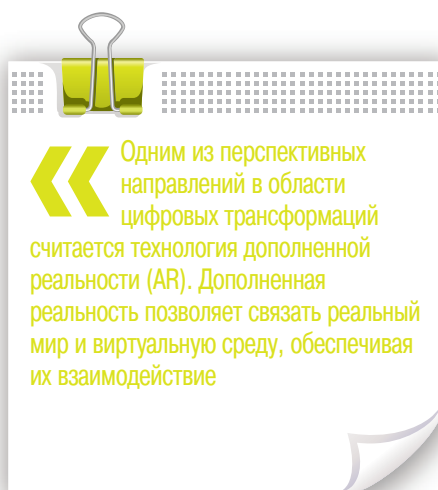 « Одним из перспективных
направлений в области
цифровых трансформаций
считается технология дополненной
реальности (AR). Дополненная
реальность позволяет связать реальный
мир и виртуальную среду, обеспечивая
их взаимодействие